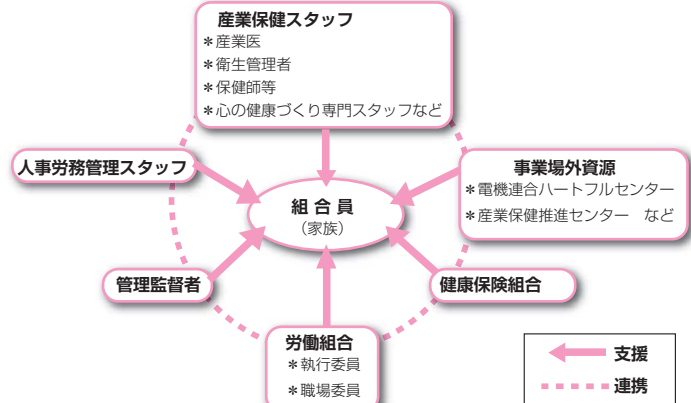 産業保健スタッフ
＊産業医
＊衛生管理者
＊保健師等
＊心の健康づくり専門スタッフなど
人事労務管理スタッフ
事業場外資源
＊電機連合ハートフルセンター
＊産業保健推進センター　など
組合員
（家族）
管理監督者
健康保険組合
労働組合
＊執行委員
＊職場委員
支援
連携